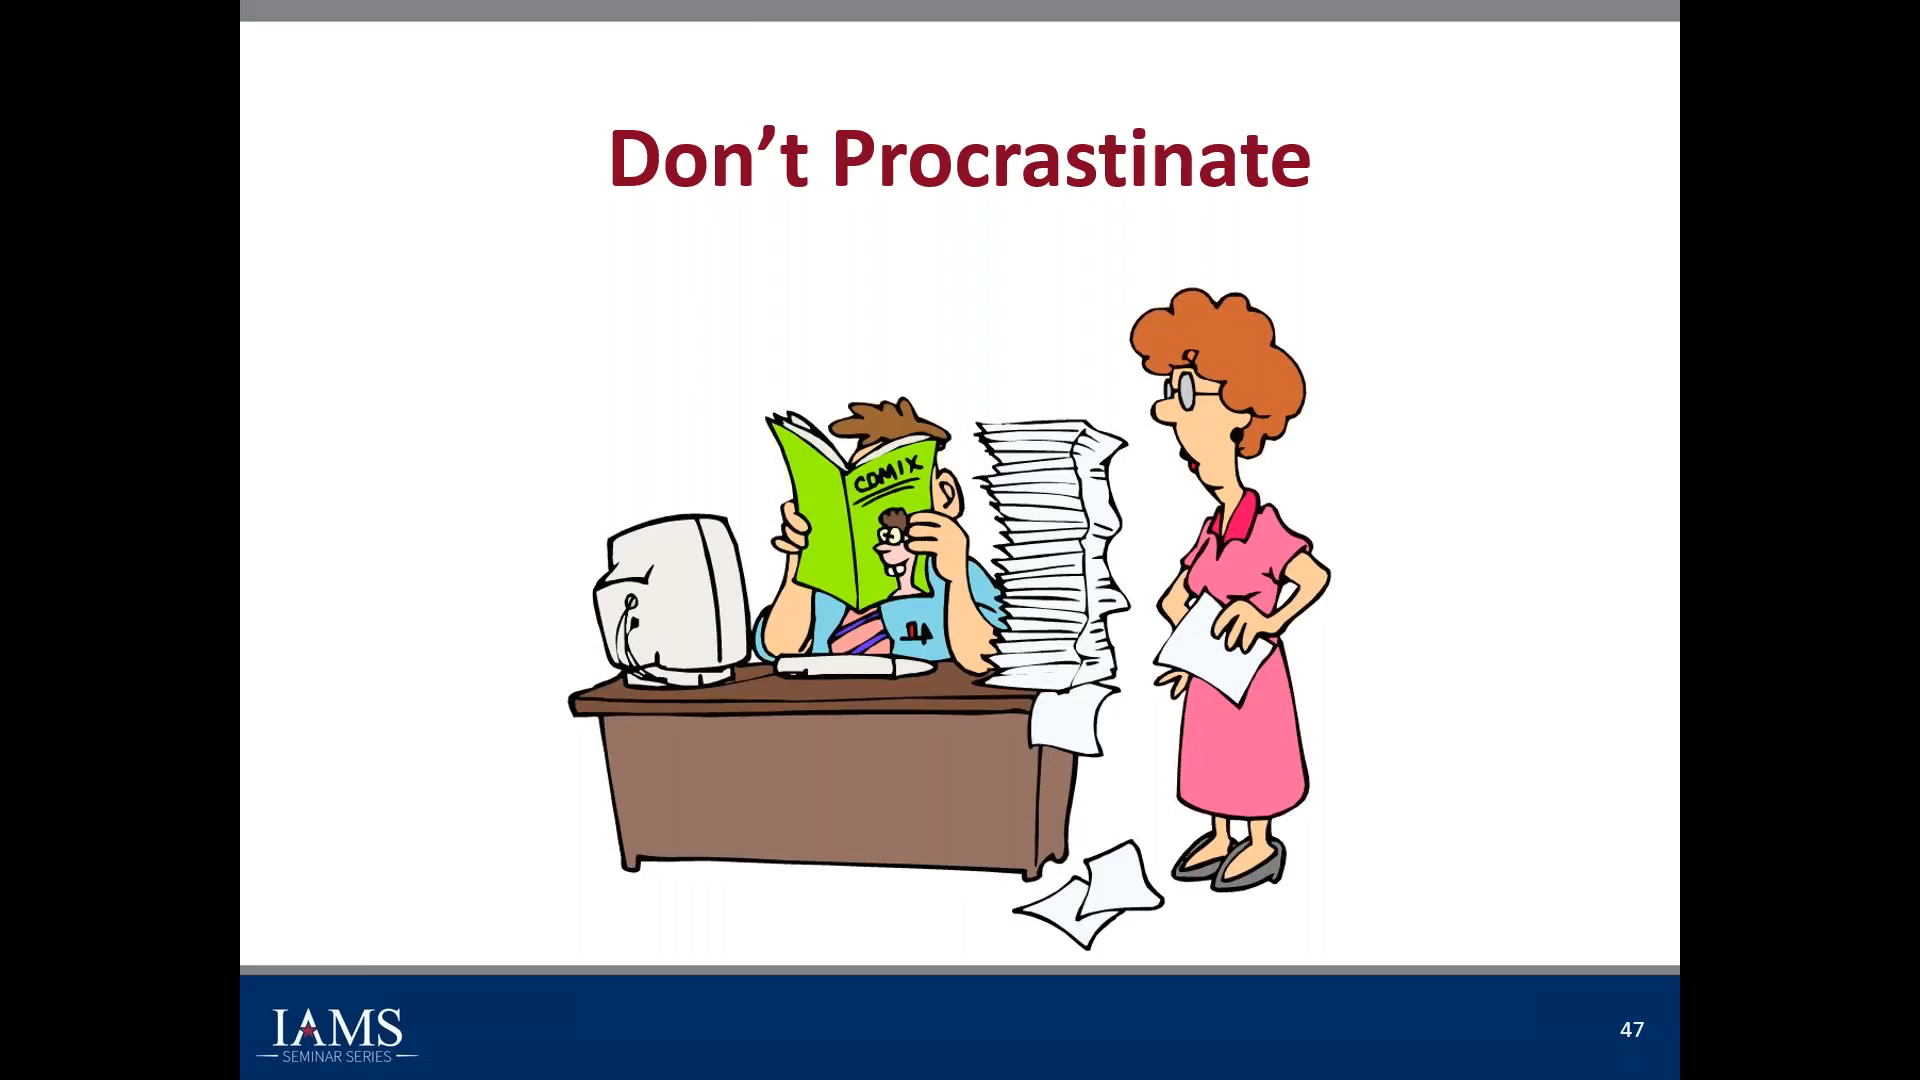 Don’t Procrastinate
COMIX
IAMS
SEMINAR SERIES
47